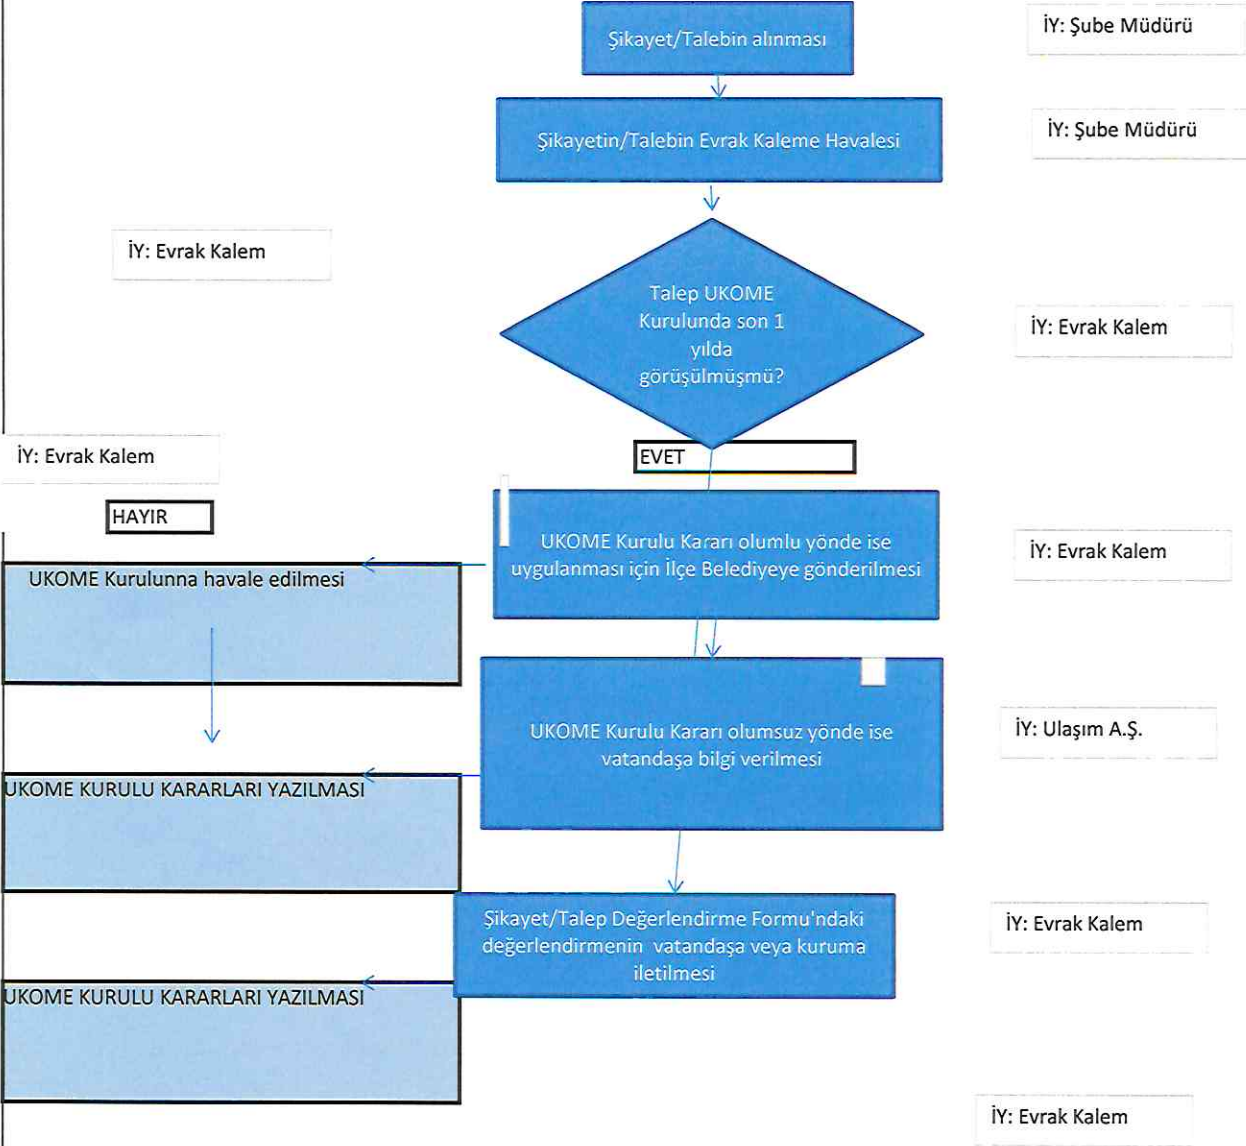 Şikayet/Talebin alınması
İY: Şube Müdürü
Şikayetin/Talebin Evrak Kaleme Havalesi
İY: Şube Müdürü
İY: Evrak Kalem
Talep UKOME
Kurulunda son 1
yılda
görüşülmüşmü?
İY: Evrak Kalem
İY: Evrak Kalem
EVET
HAYIR
UKOME Kurulu Kararı olumlu yönde ise
uygulanması için İlçe Belediyeye gönderilmesi
İY: Evrak Kalem
UKOME Kurulunna havale edilmesi
UKOME Kurulu Kararı olumsuz yönde ise
vatandaşa bilgi verilmesi
İY: Ulaşım A.Ş.
UKOME KURULU KARARLARI YAZILMASI
Şikayet/Talep Değerlendirme Formu'ndaki
değerlendirmenin vatandaşa veya kuruma
iletilmesi
İY: Evrak Kalem
UKOME KURULU KARARLARI YAZILMASI
İY: Evrak Kalem